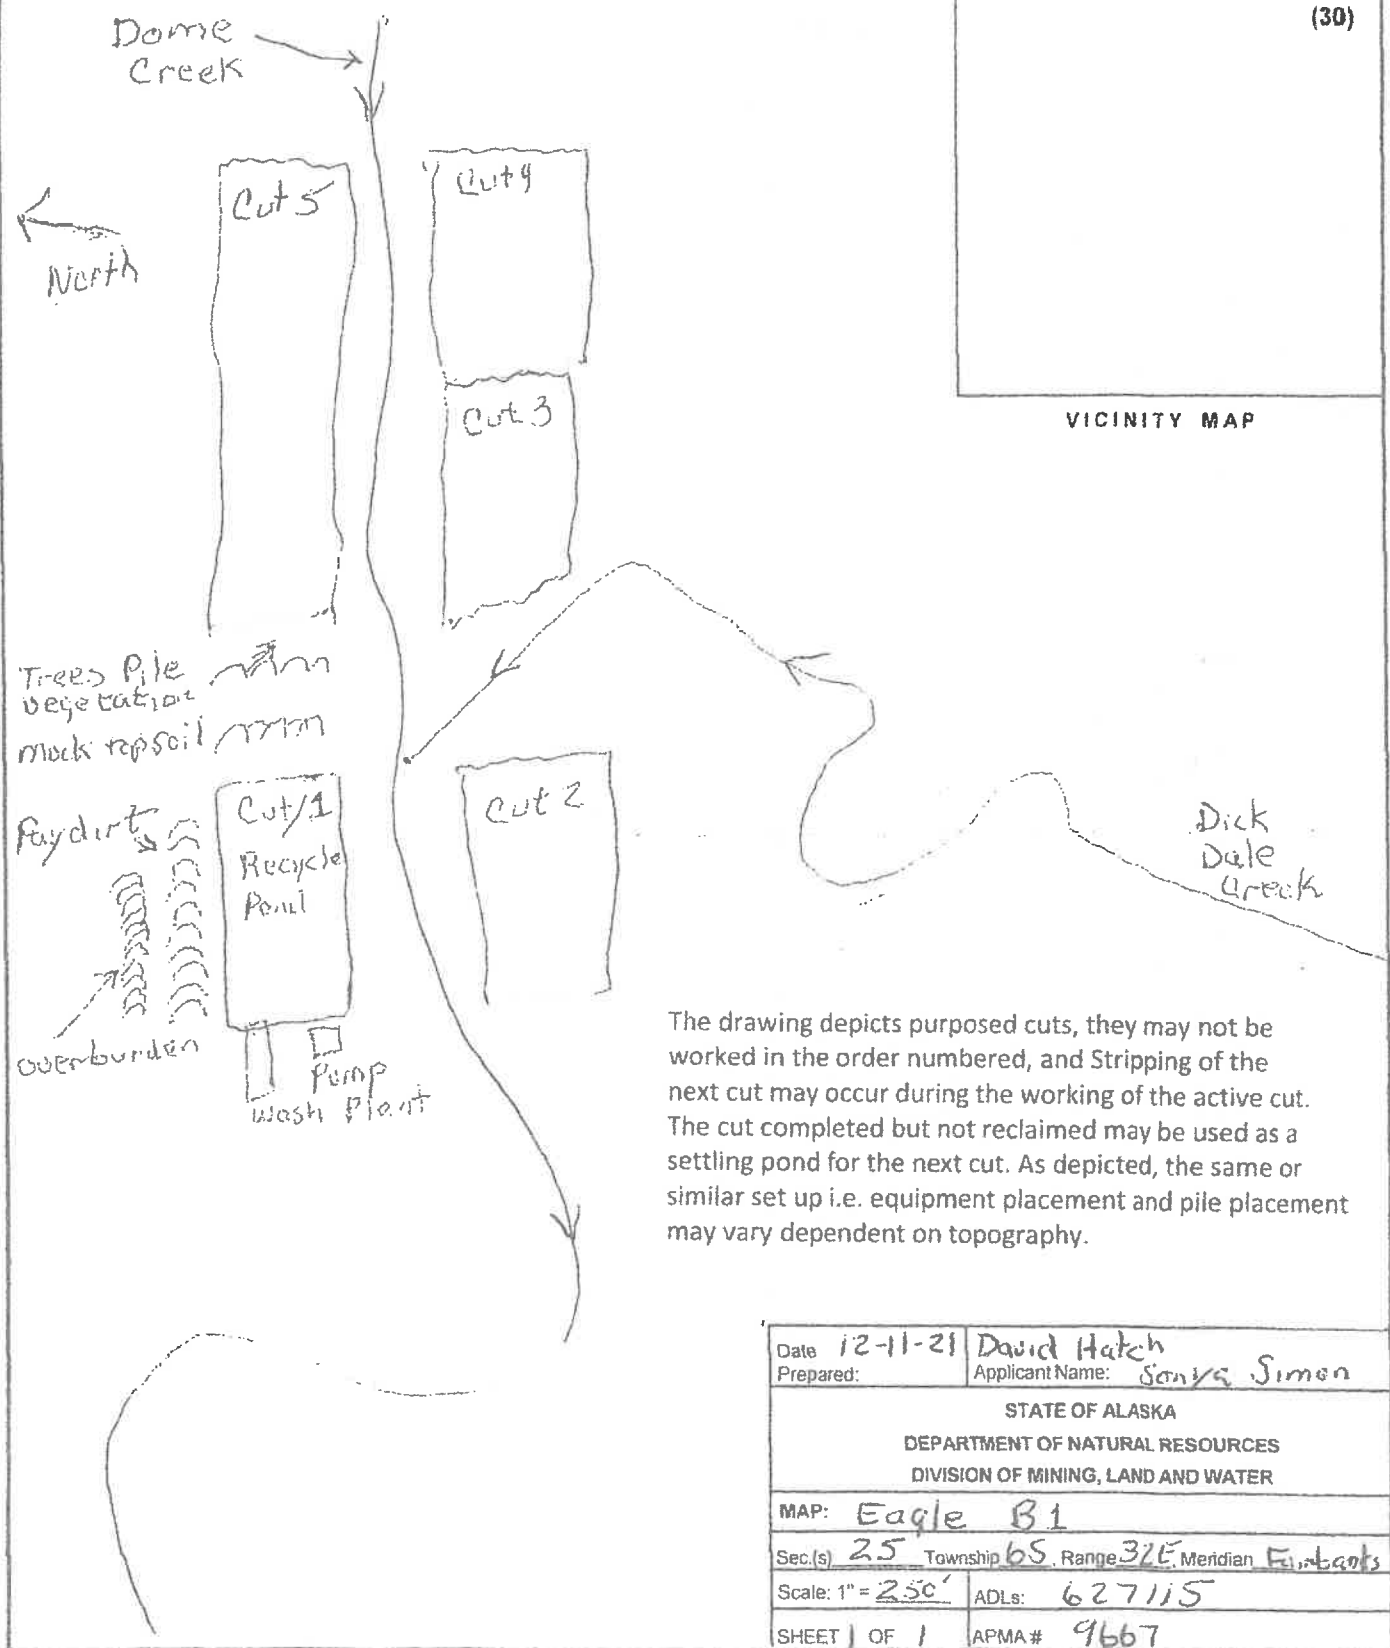 (30)
Dome
Creek
Cut 5
Cut 4
North
Cut 3
VICINITY MAP
Trees Pile
vegetation
muck topsoil
Paydirt
Cut 1
Recycle
Pond
Cut 2
Dick
Dale
Creek
overburden
Pump
Wash Plant
The drawing depicts purposed cuts, they may not be
worked in the order numbered, and Stripping of the
next cut may occur during the working of the active cut.
The cut completed but not reclaimed may be used as a
settling pond for the next cut. As depicted, the same or
similar set up i.e. equipment placement and pile placement
may vary dependent on topography.
Date Prepared: 12-11-21
David Hatch
Applicant Name: Sonya Simon
STATE OF ALASKA
DEPARTMENT OF NATURAL RESOURCES
DIVISION OF MINING, LAND AND WATER
MAP: Eagle B1
Sec.(s) 25 Township 6S, Range 32E, Meridian Fairbanks
Scale: 1" = 250' ADLs: 627115
SHEET 1 OF 1 APMA# 9667